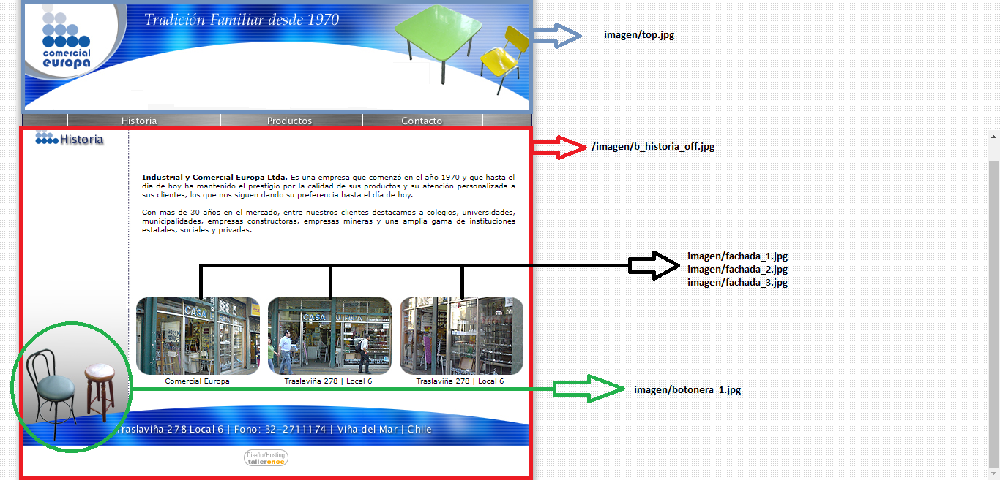 Tradición Familiar desde 1970
comercial
europa
imagen/top.jpg
Historia
Productos
Contacto
Historia
/imagen/b_historia_off.jpg
Industrial y Comercial Europa Ltda. Es una empresa que comenzó en el año 1970 y que hasta el
dia de hoy ha mantenido el prestigio por la calidad de sus productos y su atención personalizada a
sus clientes, los que nos siguen dando su preferencia hasta el día de hoy.
Con mas de 30 años en el mercado, entre nuestros clientes destacamos a colegios, universidades,
municipalidades, empresas constructoras, empresas mineras y una amplia gama de instituciones
estatales, sociales y privadas.
imagen/fachada_1.jpg
imagen/fachada_2.jpg
imagen/fachada_3.jpg
CASA
CASA EUROPA
Comercial Europa
Traslaviña 278 | Local 6
Traslaviña 278 | Local 6
imagen/botonera_1.jpg
Traslaviña 278 Local 6 | Fono: 32-2711174 | Viña del Mar | Chile
Diseño/Hosting
talleronce